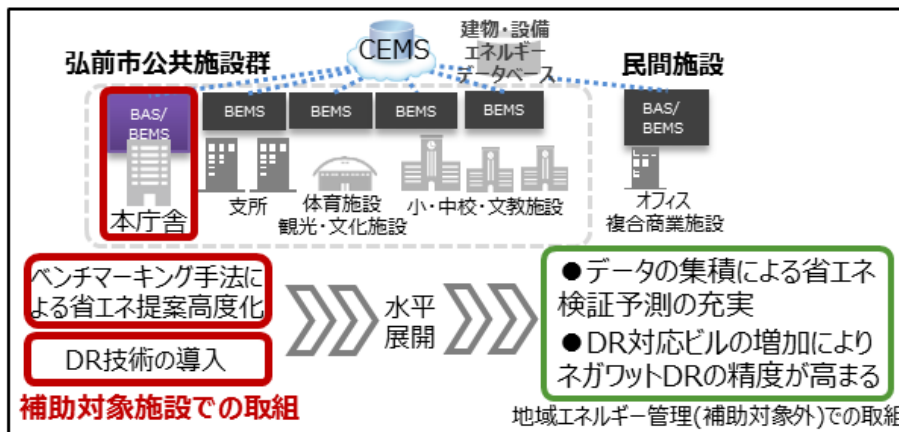 弘前市公共施設群
CEMS
建物・設備
エネルギー
データベース
民間施設
BAS/
BEMS
BEMS
BEMS
BEMS
BEMS
BAS/
BEMS
本庁舎
支所
体育施設
観光・文化施設
小・中校・文教施設
オフィス
複合商業施設
ベンチマーキング手法に
よる省エネ提案高度化
DR技術の導入
補助対象施設での取組
水平
展開
●データの集積による省エネ
検証予測の充実
●DR対応ビルの増加により
ネガワットDRの精度が高まる
地域エネルギー管理(補助対象外)での取組